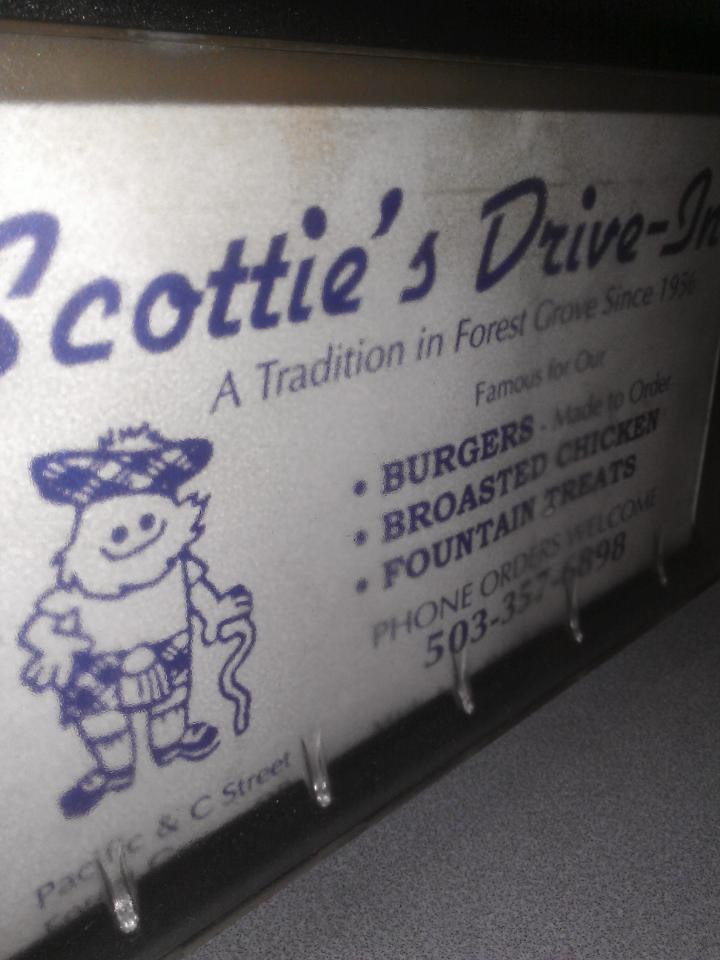 Scottie's Drive-In
A Tradition in Forest Grove Since 1956
Famous for Our
• BURGERS - Made to Order
• BROASTED CHICKEN
• FOUNTAIN TREATS
PHONE ORDERS WELCOME
503-357-6898
Pacific & C Street